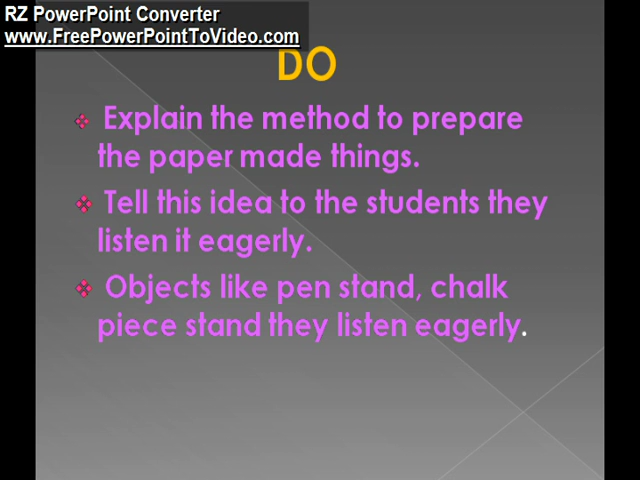 RZ PowerPoint Converter
www.FreePowerPointToVideo.com
DO
Explain the method to prepare
the paper made things.
Tell this idea to the students they
listen it eagerly.
Objects like pen stand, chalk
piece stand they listen eagerly.